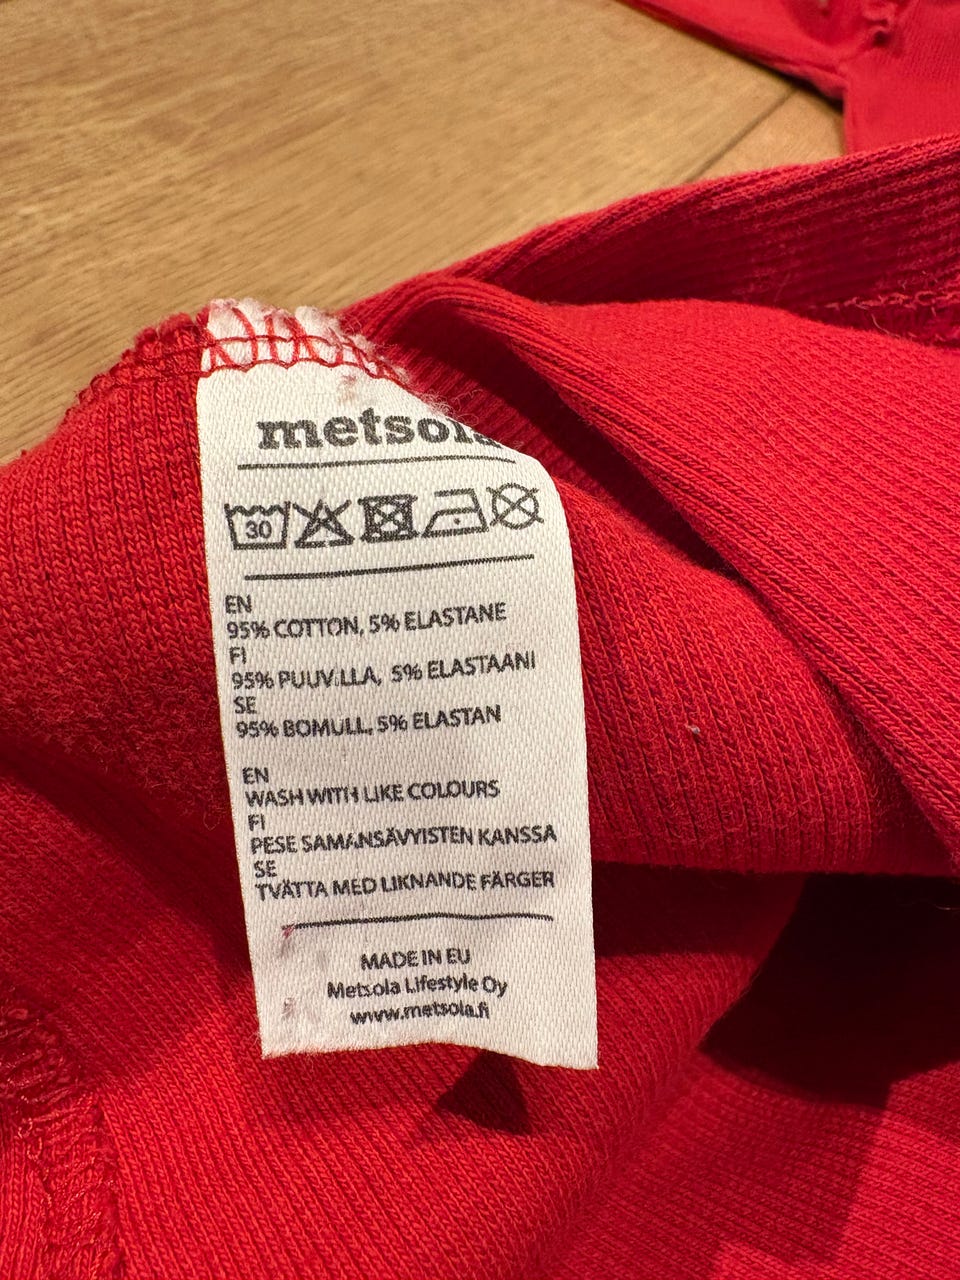 metsola
30
EN
95% COTTON, 5% ELASTANE
FI
95% PUUVILLA, 5% ELASTAANI
SE
95% BOMULL, 5% ELASTAN
EN
WASH WITH LIKE COLOURS
FI
PESE SAMANSÄVYISTEN KANSSA
SE
TVÄTTA MED LIKNANDE FÄRGER
MADE IN EU
Metsola Lifestyle Oy
www.metsola.fi